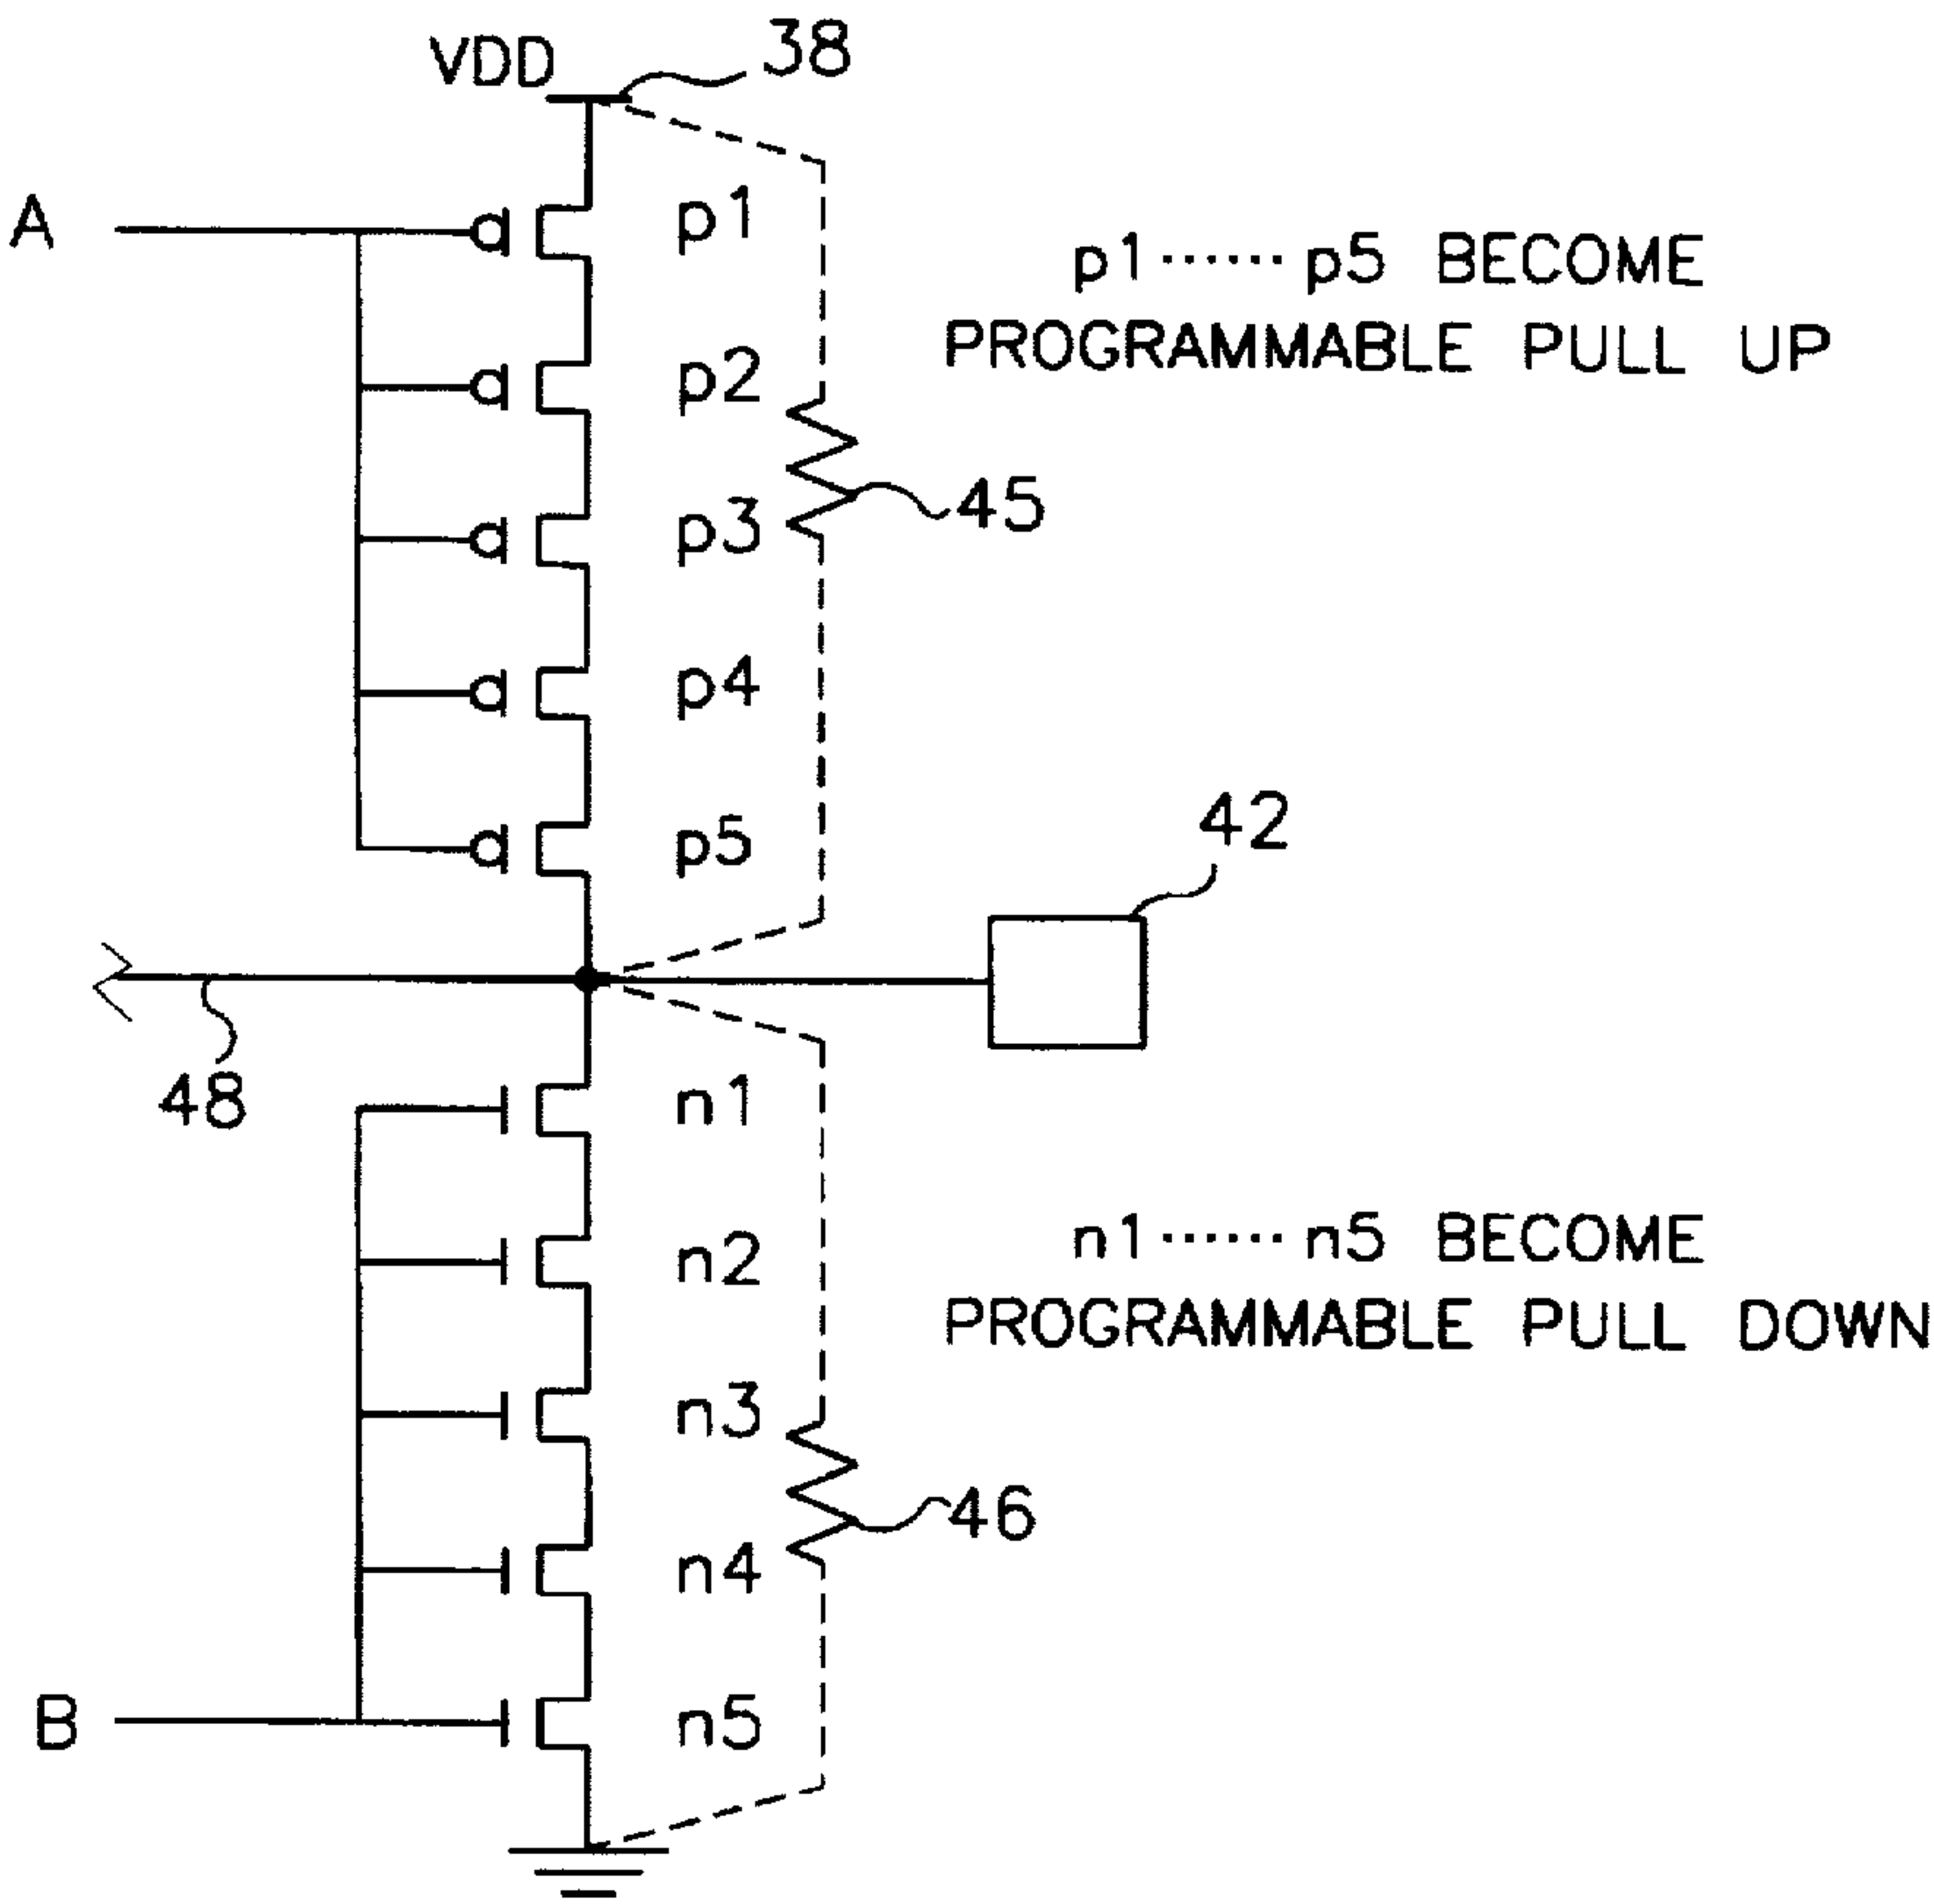 VDD
38
A
p1
p1······p5 BECOME
PROGRAMMABLE PULL UP
p2
p3
45
p4
p5
42
48
n1
n2
n1······n5 BECOME
PROGRAMMABLE PULL DOWN
n3
46
n4
B
n5